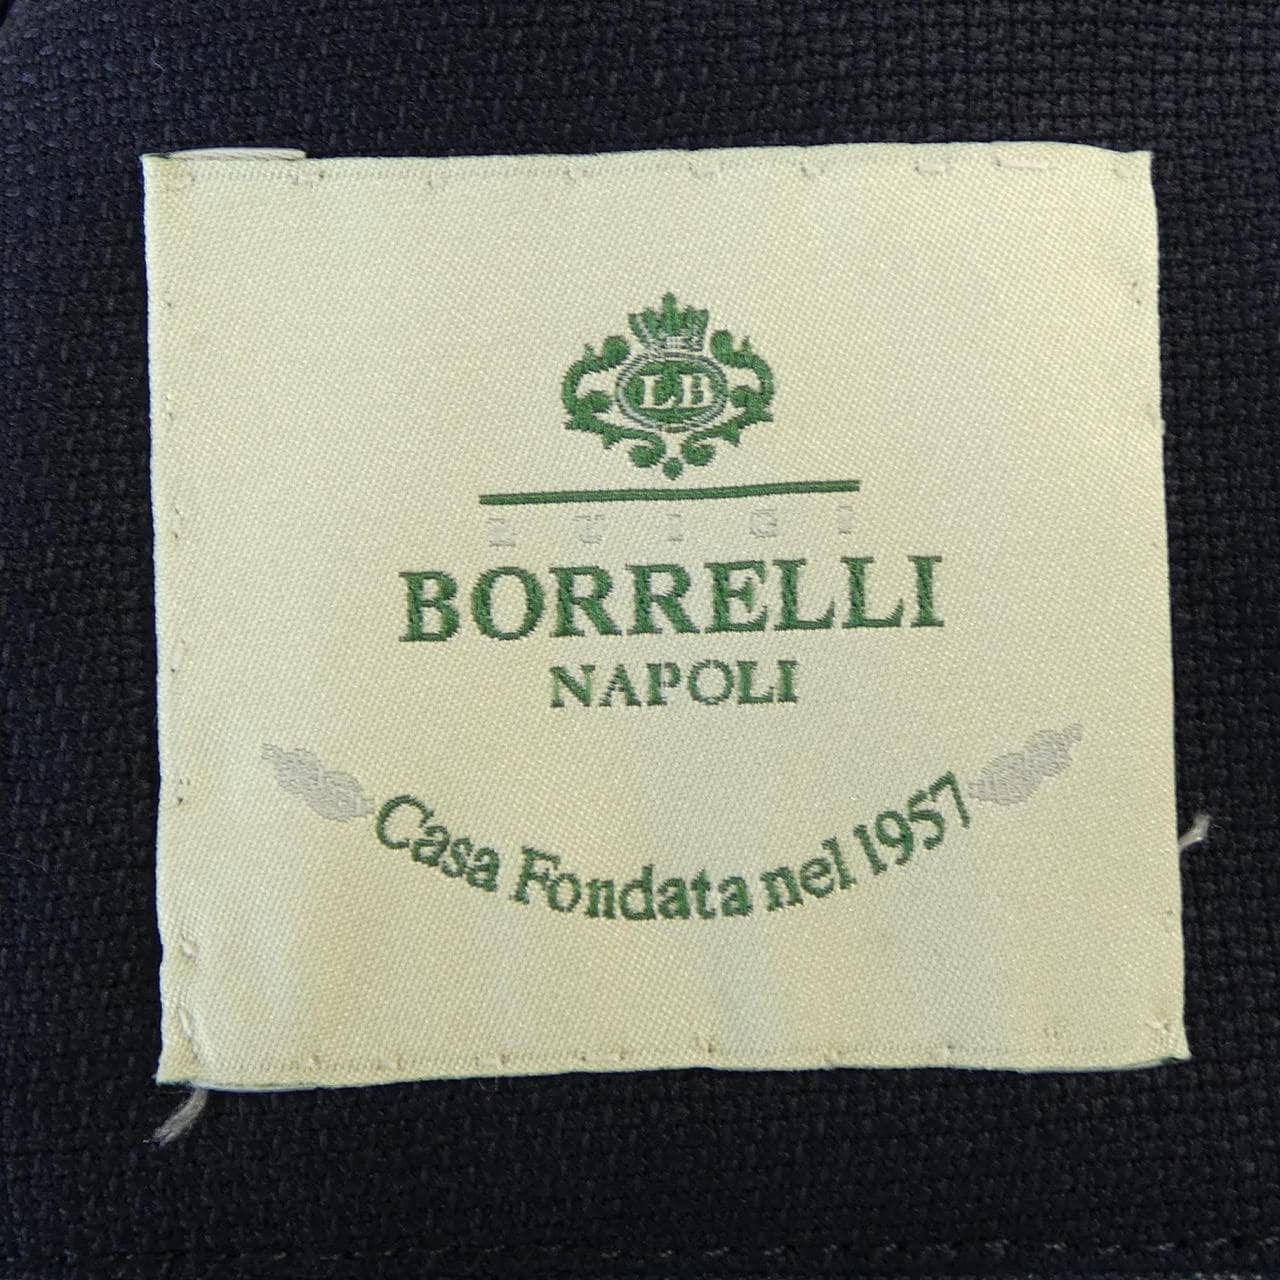 LB
LUIGI
BORRELLI
NAPOLI
Casa Fondata nel 1957